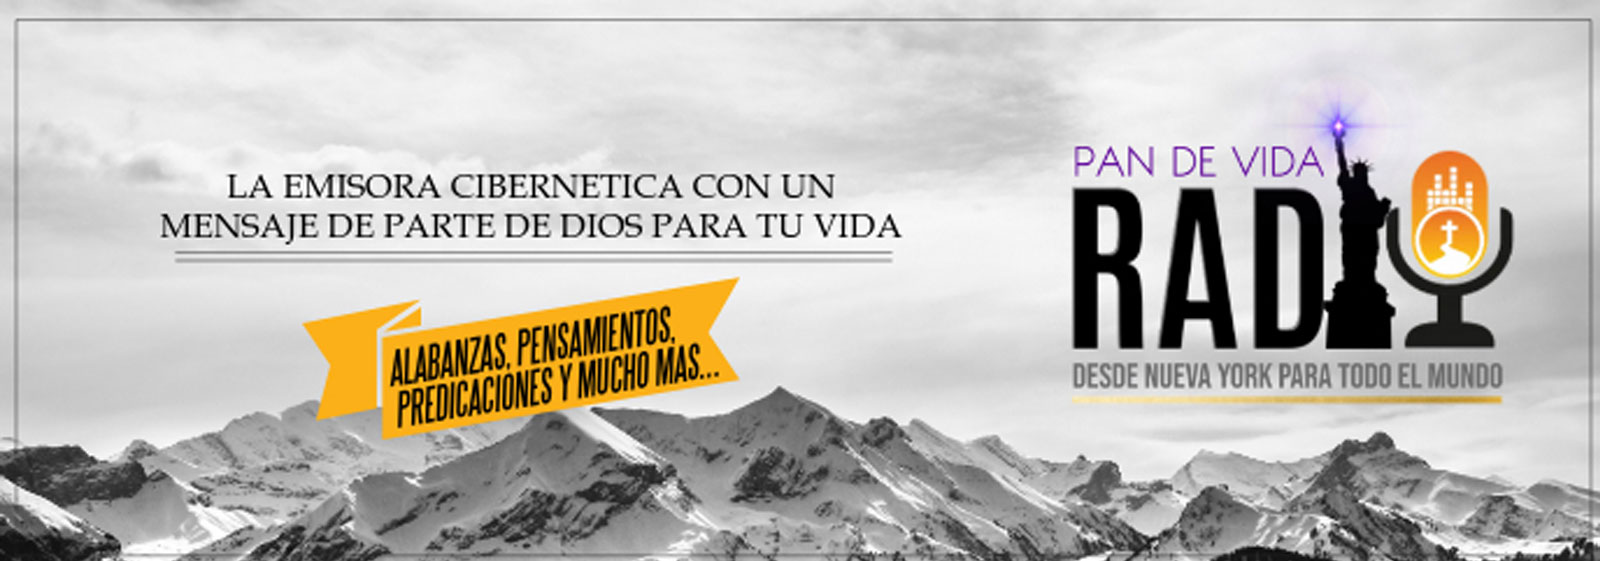 LA EMISORA CIBERNETICA CON UN
MENSAJE DE PARTE DE DIOS PARA TU VIDA
ALABANZAS, PENSAMIENTOS,
PREDICACIONES Y MUCHO MAS...
PAN DE VIDA
RADIO
DESDE NUEVA YORK PARA TODO EL MUNDO